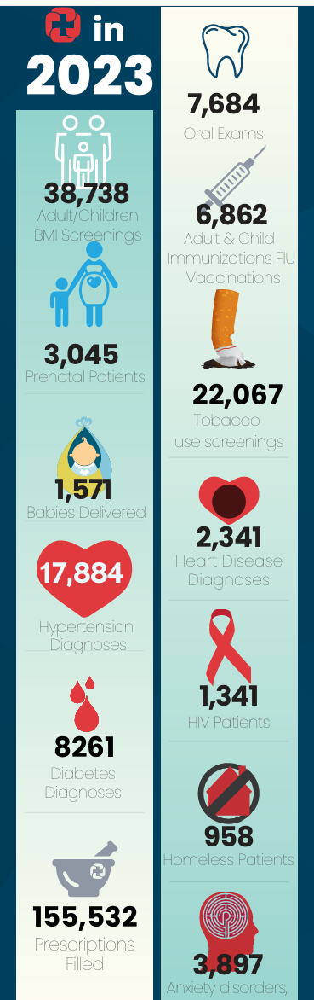 in
2023
38,738
Adult/Children
BMI Screenings
3,045
Prenatal Patients
1,571
Babies Delivered
17,884
Hypertension
Diagnoses
8261
Diabetes
Diagnoses
155,532
Prescriptions
Filled
7,684
Oral Exams
6,862
Adult & Child
Immunizations FlU
Vaccinations
22,067
Tobacco
use screenings
2,341
Heart Disease
Diagnoses
1,341
HIV Patients
958
Homeless Patients
3,897
Anxiety disorders,